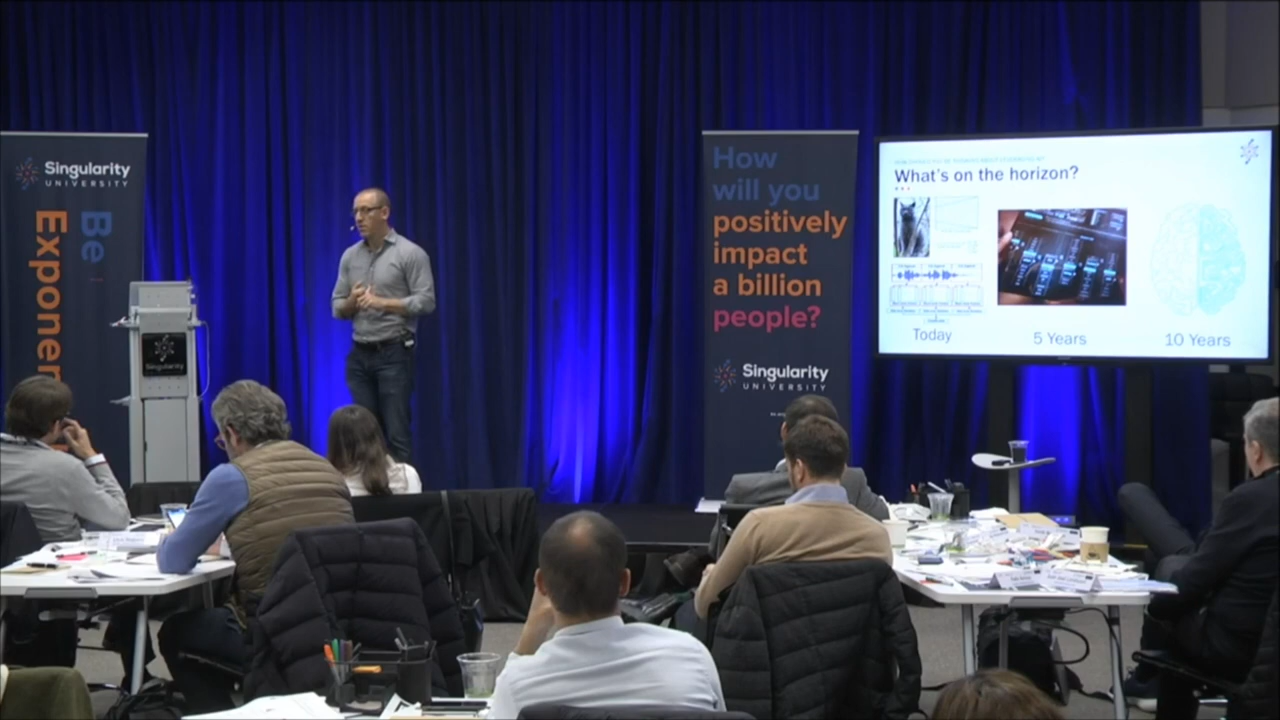 Singularity
UNIVERSITY
Be
Exponen
Singularity
How
will you
positively
impact
a billion
people?
Singularity
UNIVERSITY
What's on the horizon?
Today
5 Years
10 Years